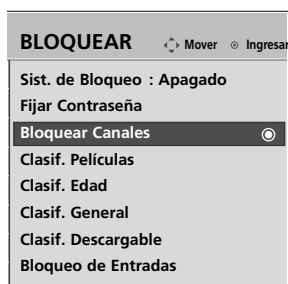 BLOQUEAR Mover Ingresar
Sist. de Bloqueo : Apagado
Fijar Contraseña
Bloquear Canales
Clasif. Películas
Clasif. Edad
Clasif. General
Clasif. Descargable
Bloqueo de Entradas